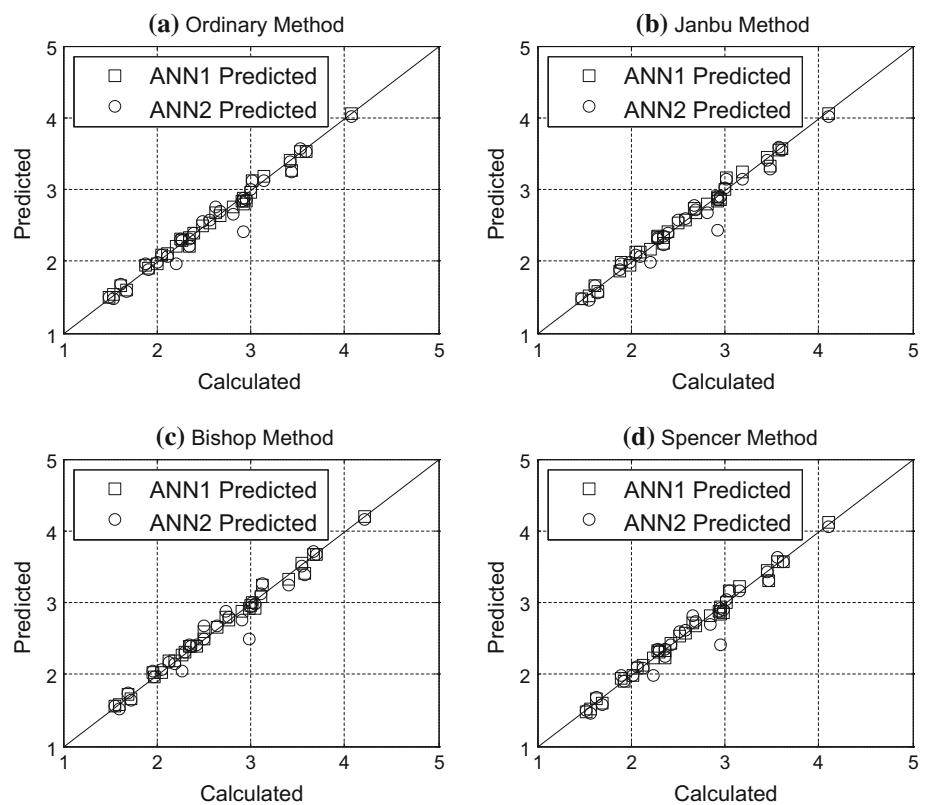 (a) Ordinary Method
5
4
3
2
1
Predicted
ANN1 Predicted
ANN2 Predicted
1 2 3 4 5
Calculated
(b) Janbu Method
5
4
3
2
1
Predicted
ANN1 Predicted
ANN2 Predicted
1 2 3 4 5
Calculated
(c) Bishop Method
5
4
3
2
1
Predicted
ANN1 Predicted
ANN2 Predicted
1 2 3 4 5
Calculated
(d) Spencer Method
5
4
3
2
1
Predicted
ANN1 Predicted
ANN2 Predicted
1 2 3 4 5
Calculated